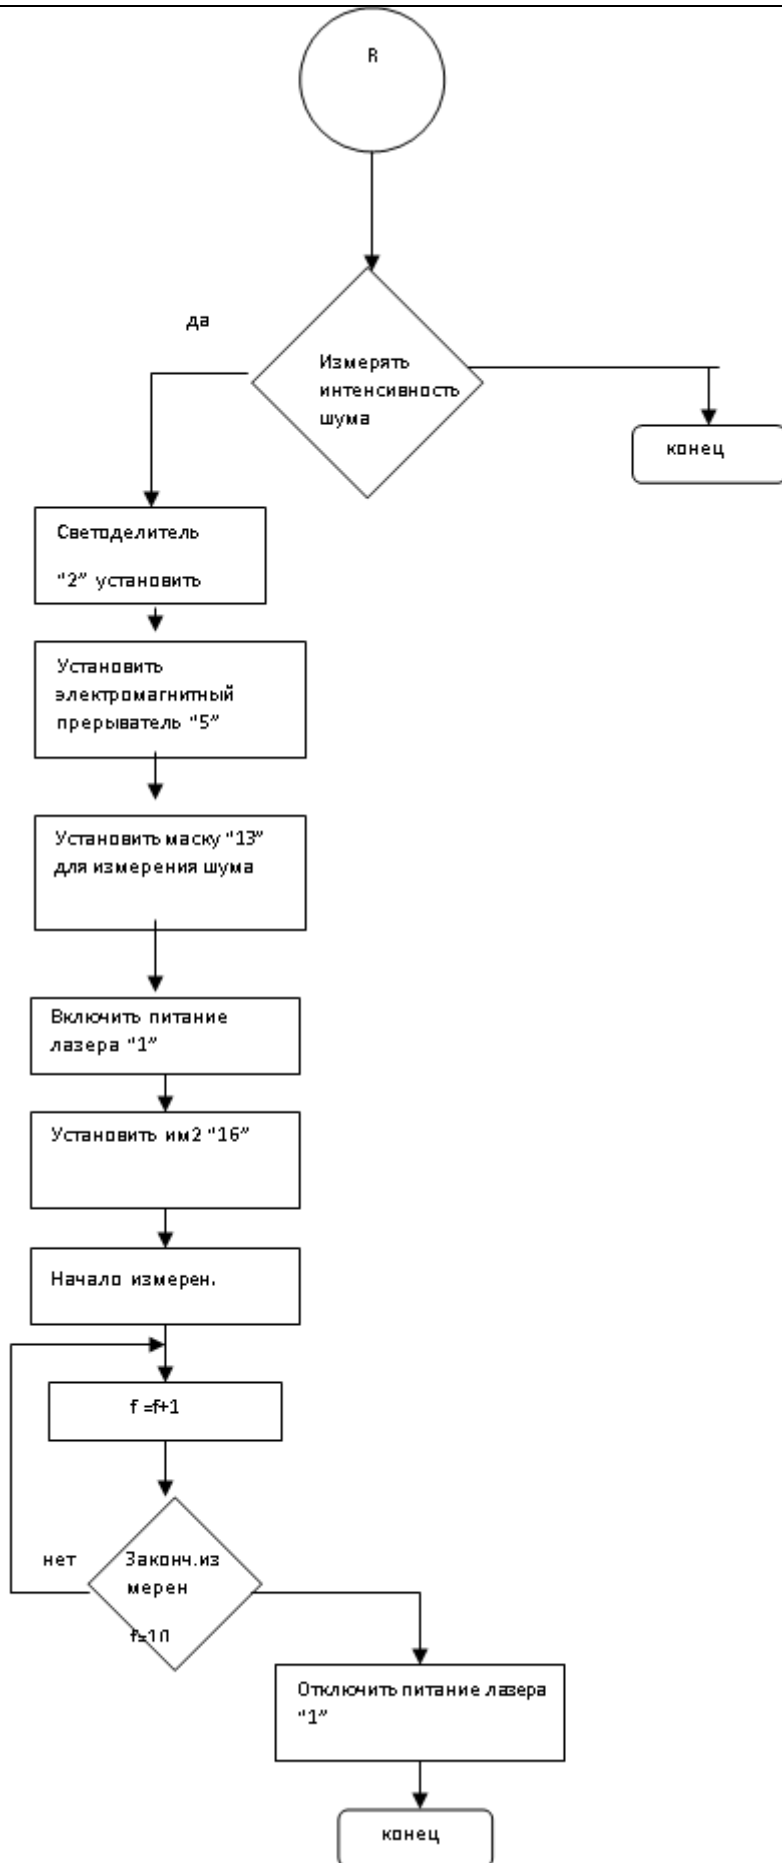 R
да
Измерять
интенсивность
шума
конец
Светоделитель
“2” установить
Установить
электромагнитный
прерыватель “5”
Установить маску “13”
для измерения шума
Включить питание
лазера “1”
Установить им2 “16”
Начало измерен.
f =f+1
нет
Законч.из
мерен
f=10
Отключить питание лазера
“1”
конец